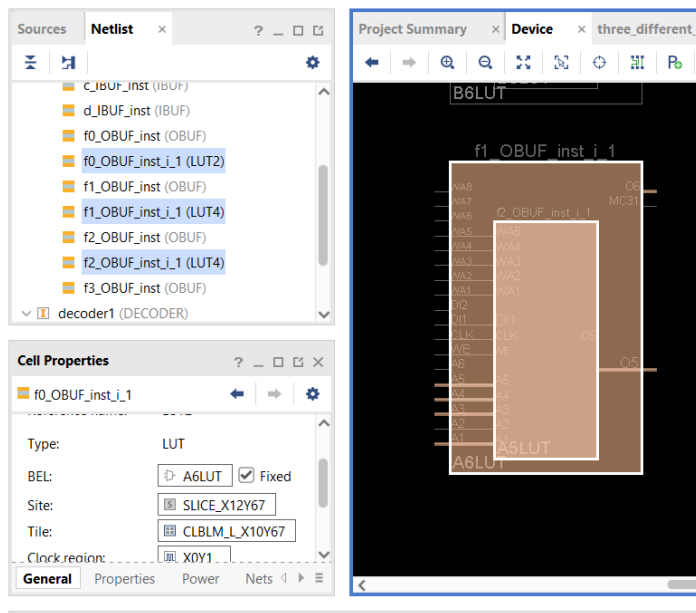 Sources Netlist × ? _
c_IBUF_inst (IBUF)
d_IBUF_inst (IBUF)
f0_OBUF_inst (OBUF)
f0_OBUF_inst_i_1 (LUT2)
f1_OBUF_inst (OBUF)
f1_OBUF_inst_i_1 (LUT4)
f2_OBUF_inst (OBUF)
f2_OBUF_inst_i_1 (LUT4)
f3_OBUF_inst (OBUF)
decoder1 (DECODER)
Cell Properties ? _ ×
f0_OBUF_inst_i_1
Type: LUT
BEL: A6LUT Fixed
Site: SLICE_X12Y67
Tile: CLBLM_L_X10Y67
Clock region: X0Y1
General Properties Power Nets
Project Summary × Device × three_different_
B6LUT
f1_OBUF_inst_i_1
WA8 O6
WA7 MC31
WA6 f2_OBUF_inst_i_1
WA5 WA5
WA4 WA4
WA3 WA3
WA2 WA2
WA1 WA1
DI2
DI1 DI1
CLK CLK O5
WE WE
A6 O5
A5 A5
A4 A4
A3 A3
A2 A2
A1
A5LUT
A6LUT